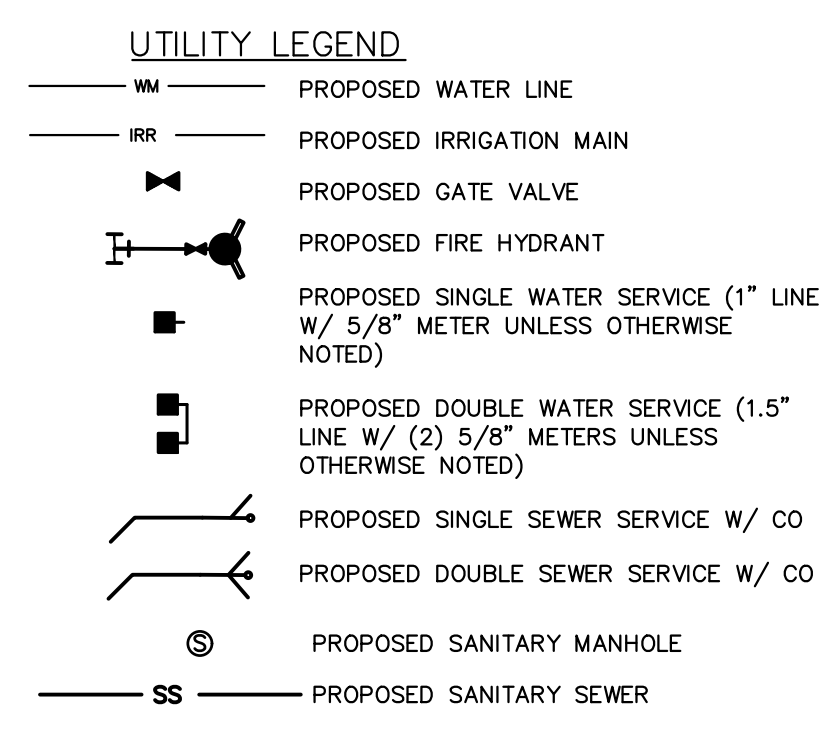 UTILITY LEGEND
WM PROPOSED WATER LINE
IRR PROPOSED IRRIGATION MAIN
PROPOSED GATE VALVE
PROPOSED FIRE HYDRANT
PROPOSED SINGLE WATER SERVICE (1” LINE
W/ 5/8” METER UNLESS OTHERWISE
NOTED)
PROPOSED DOUBLE WATER SERVICE (1.5”
LINE W/ (2) 5/8” METERS UNLESS
OTHERWISE NOTED)
PROPOSED SINGLE SEWER SERVICE W/ CO
PROPOSED DOUBLE SEWER SERVICE W/ CO
S PROPOSED SANITARY MANHOLE
SS PROPOSED SANITARY SEWER